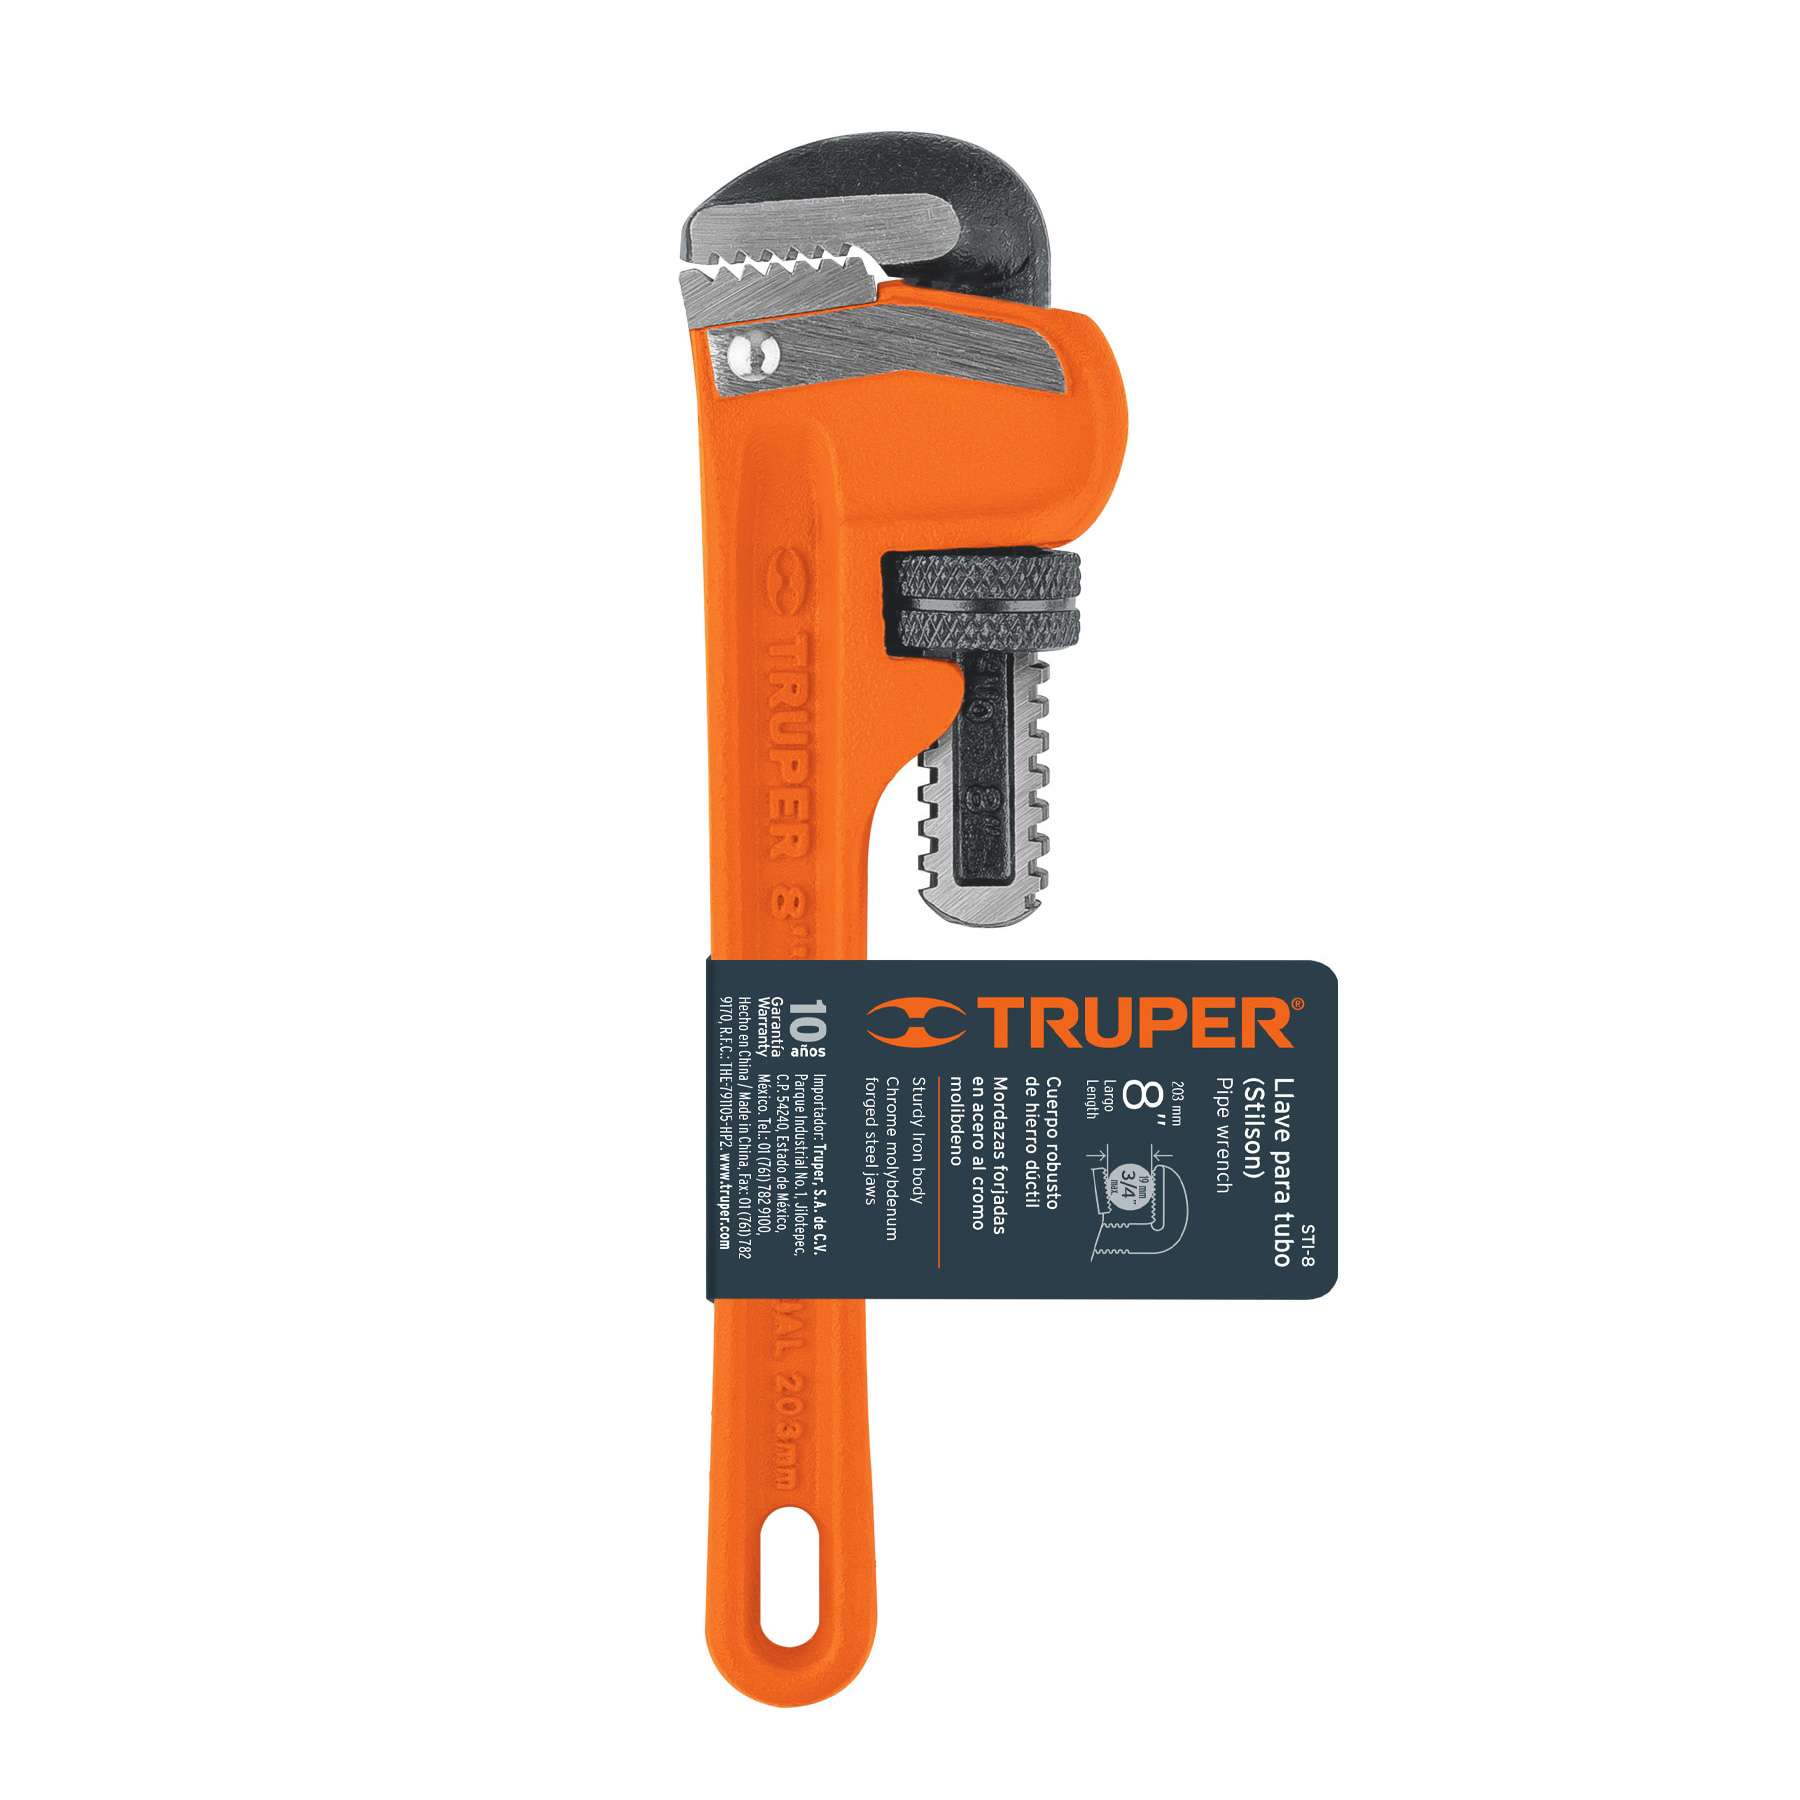 TRUPER 8"
TRUPER®
STI-8
Llave para tubo
(Stilson)
Pipe wrench
203 mm
8"
Largo
Length
19 mm
3/4"
max.
Cuerpo robusto
de hierro dúctil
Mordazas forjadas
en acero al cromo
molibdeno
Sturdy Iron body
Chrome molybdenum
forged steel jaws
10
años
Garantía
Warranty
Hecho en China / Made in China.
Importador: Truper, S.A. de C.V.
Parque Industrial No. 1, Jilotepec,
C.P. 54240, Estado de México,
México. Tel.: 01 (761) 782 9100,
Fax: 01 (761) 782
9170, R.F.C.: THE-791105-HP2. www.truper.com
8"
203mm